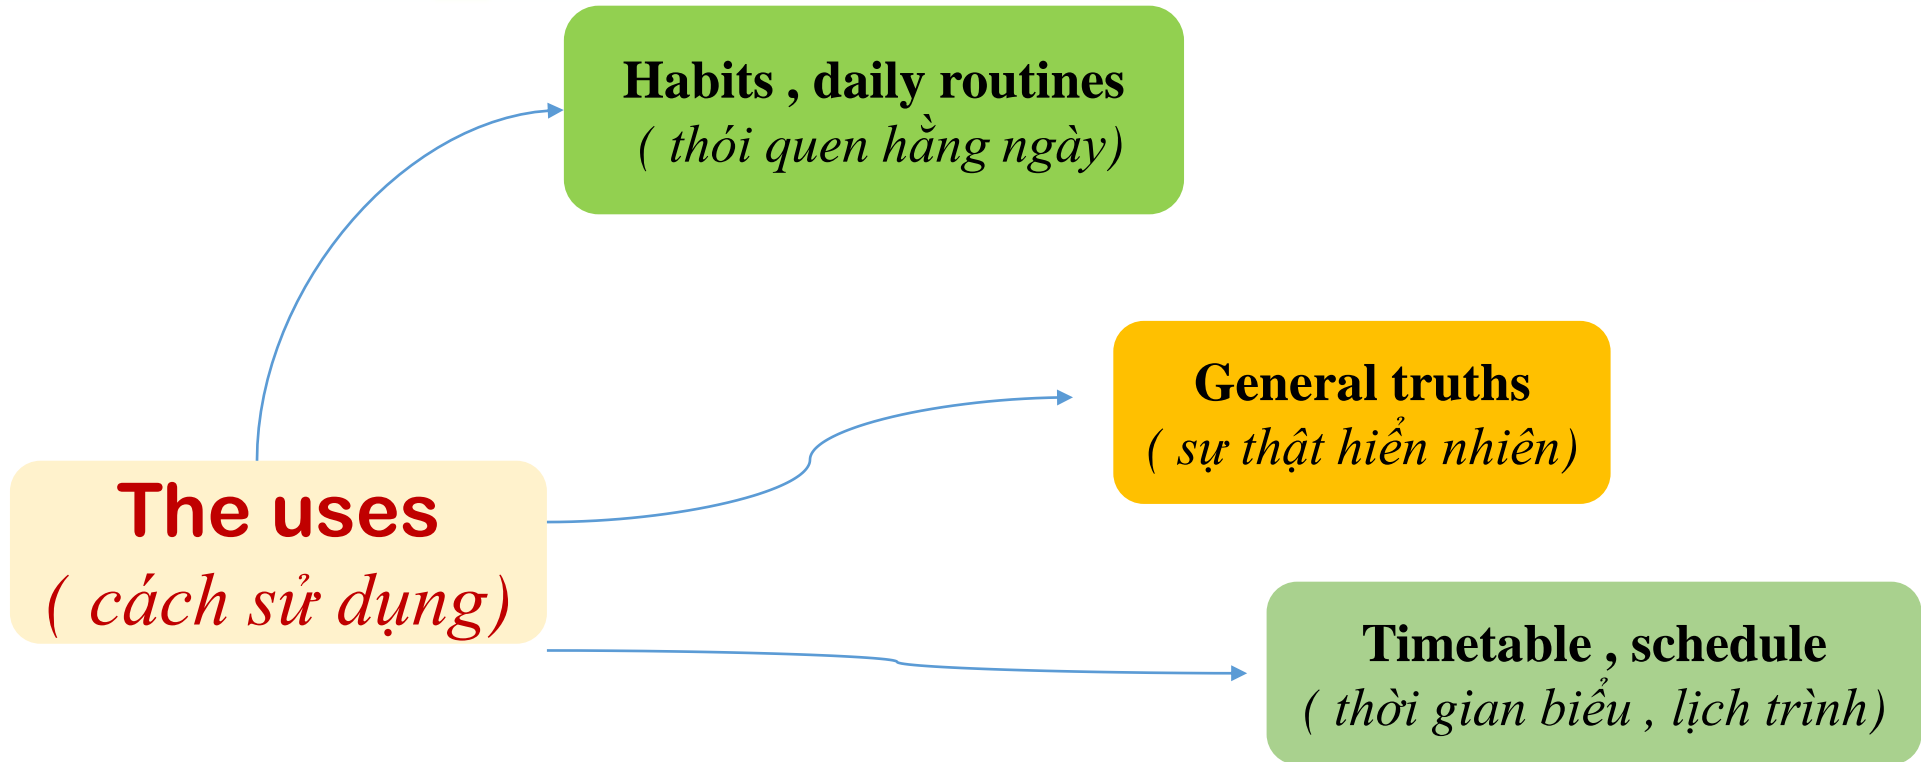 Habits , daily routines
( thói quen hằng ngày)
General truths
( sự thật hiển nhiên)
The uses
( cách sử dụng)
Timetable , schedule
( thời gian biểu , lịch trình)